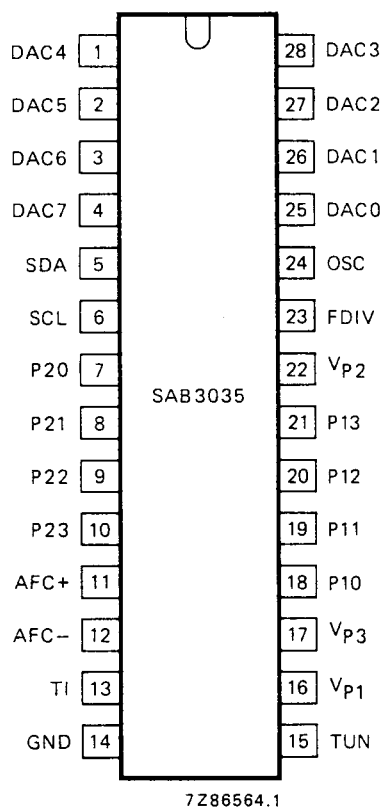 DAC4 1 28 DAC3
DAC5 2 27 DAC2
DAC6 3 26 DAC1
DAC7 4 25 DAC0
SDA 5 24 OSC
SCL 6 23 FDIV
P20 7 22 VP2
P21 8 21 P13
SAB3035
P22 9 20 P12
P23 10 19 P11
AFC+ 11 18 P10
AFC− 12 17 VP3
TI 13 16 VP1
GND 14 15 TUN
7Z86564.1